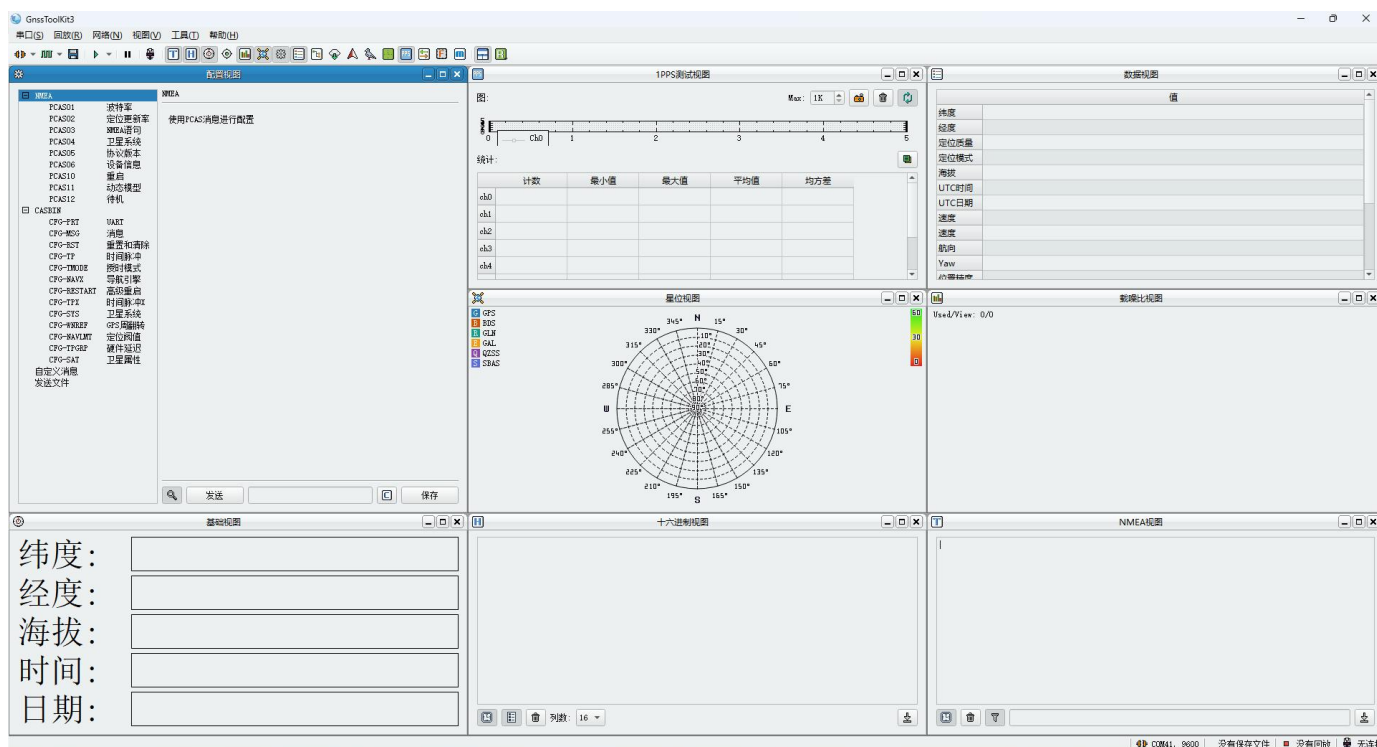 GnssToolKit3
串口(S) 回放(R) 网络(N) 视图(V) 工具(T) 帮助(H)
配置视图
NMEA
PCAS01 波特率
PCAS02 定位更新率
PCAS03 NMEA语句
PCAS04 卫星系统
PCAS05 协议版本
PCAS06 设备信息
PCAS10 重启
PCAS11 动态模型
PCAS12 待机
CASBIN
CFG-PRT UART
CFG-MSG 消息
CFG-RST 重置和清除
CFG-TP 时间脉冲
CFG-TMODE 授时模式
CFG-NAVX 导航引擎
CFG-RESTART 高级重启
CFG-TPX 时间脉冲X
CFG-SYS 卫星系统
CFG-WNREF GPS周翻转
CFG-NAVLMT 定位阈值
CFG-TPGRP 硬件延迟
CFG-SAT 卫星属性
自定义消息
发送文件
NMEA
使用PCAS消息进行配置
发送
C
保存
1PPS测试视图
图:
Max: 1K
0 Ch0 1 2 3 4 5
统计:
计数 最小值 最大值 平均值 均方差
ch0
ch1
ch2
ch3
ch4
数据视图
值
纬度
经度
定位质量
定位模式
海拔
UTC时间
UTC日期
速度
速度
航向
Yaw
位置精度
星位视图
G GPS
B BDS
R GLN
E GAL
Q QZSS
S SBAS
60
30
0
345° N 15°
330° 30°
315° 45°
300° 60°
285° 75°
W E
255° 105°
240° 120°
225° 135°
210° 150°
195° S 165°
10°
20°
30°
40°
50°
60°
70°
80°
90°
载噪比视图
Used/View: 0/0
基础视图
纬度:
经度:
海拔:
时间:
日期:
H
十六进制视图
列数: 16
T
NMEA视图
COM41, 9600 没有保存文件 没有回放 无连接